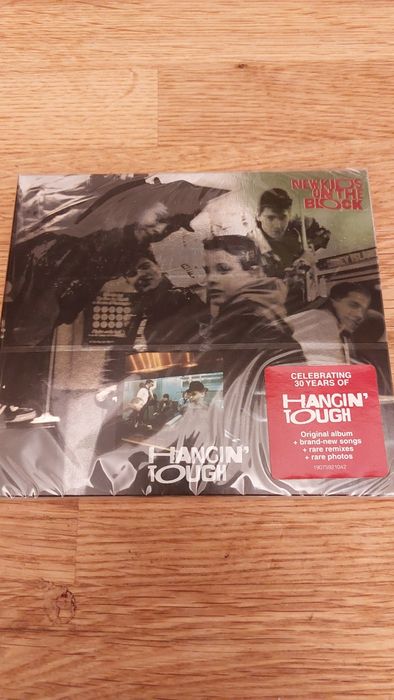 NEW KIDS
ON THE
BLOCK
CELEBRATING
30 YEARS OF
HANGIN'
TOUGH
Original album
+ brand-new songs
+ rare remixes
+ rare photos
19075921042
HANGIN'
TOUGH